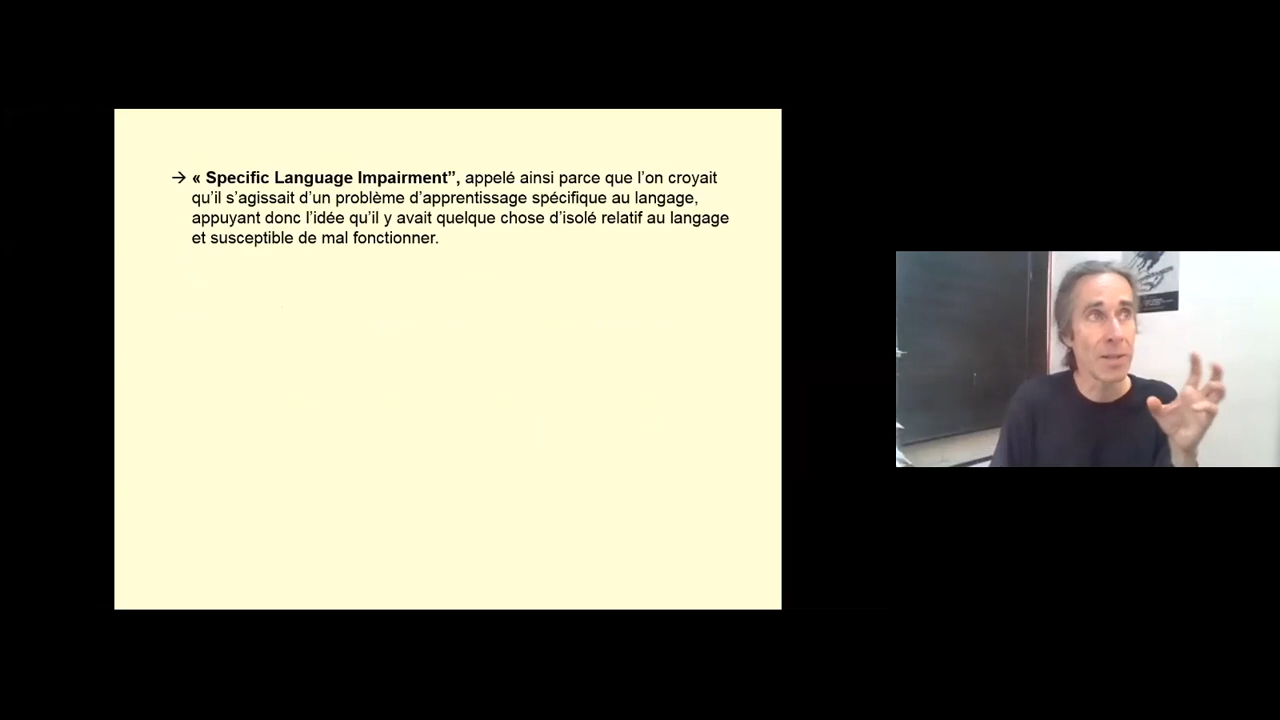 → « Specific Language Impairment”, appelé ainsi parce que l’on croyait
qu’il s’agissait d’un problème d’apprentissage spécifique au langage,
appuyant donc l’idée qu’il y avait quelque chose d’isolé relatif au langage
et susceptible de mal fonctionner.